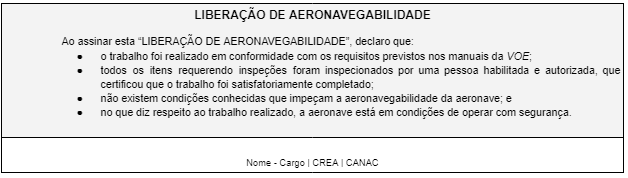 LIBERAÇÃO DE AERONAVEGABILIDADE
Ao assinar esta “LIBERAÇÃO DE AERONAVEGABILIDADE”, declaro que:
● o trabalho foi realizado em conformidade com os requisitos previstos nos manuais da VOE;
● todos os itens requerendo inspeções foram inspecionados por uma pessoa habilitada e autorizada, que
certificou que o trabalho foi satisfatoriamente completado;
● não existem condições conhecidas que impeçam a aeronavegabilidade da aeronave; e
● no que diz respeito ao trabalho realizado, a aeronave está em condições de operar com segurança.
Nome - Cargo | CREA | CANAC